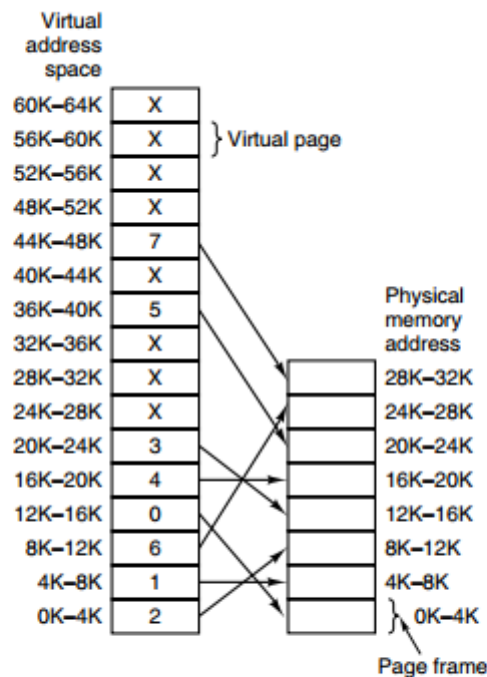 Virtual
address
space
60K–64K X
56K–60K X Virtual page
52K–56K X
48K–52K X
44K–48K 7
40K–44K X
36K–40K 5
Physical
memory
address
32K–36K X
28K–32K X 28K–32K
24K–28K X 24K–28K
20K–24K 3 20K–24K
16K–20K 4 16K–20K
12K–16K 0 12K–16K
8K–12K 6 8K–12K
4K–8K 1 4K–8K
0K–4K 2 0K–4K
Page frame